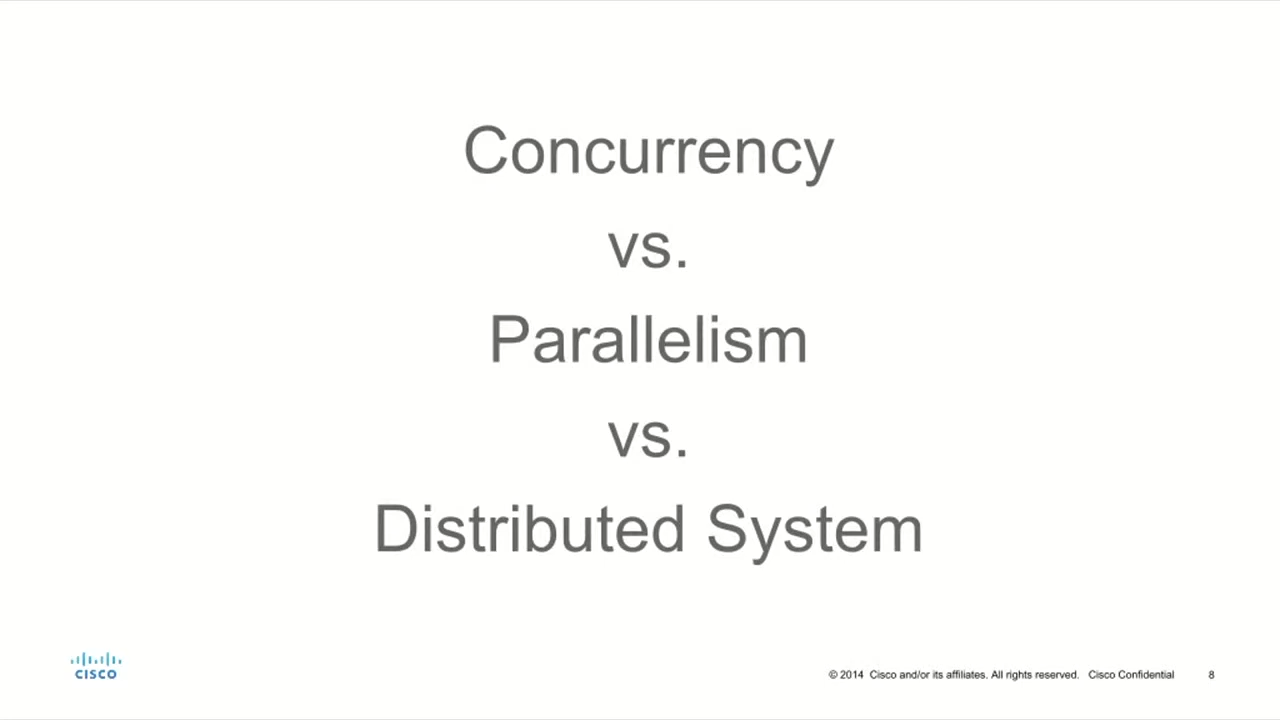 Concurrency
vs.
Parallelism
vs.
Distributed System
CISCO
© 2014 Cisco and/or its affiliates. All rights reserved. Cisco Confidential 8